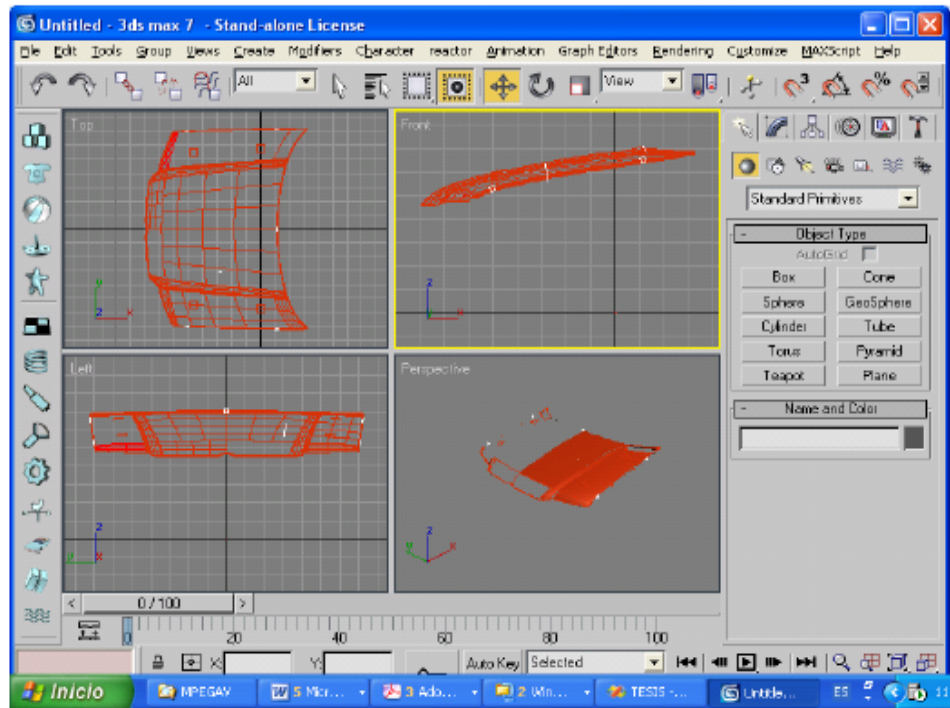 Untitled - 3ds max 7 - Stand-alone License
File Edit Tools Group Views Create Modifiers Character reactor Animation Graph Editors Rendering Customize MAXScript Help
All View 3 %
Top Front
Standard Primitives
- Object Type
AutoGrid
Box Cone
Sphere GeoSphere
Cylinder Tube
Torus Pyramid
Teapot Plane
y z x z x
Left Perspective
- Name and Color
z y x z y x
< 0 / 100 >
0 20 40 60 80 100
X: Y: Auto Key Selected
Inicio MPEGAV 5 Micr... 3 Ado... 2 Win... TESIS -... Untitle... ES 11